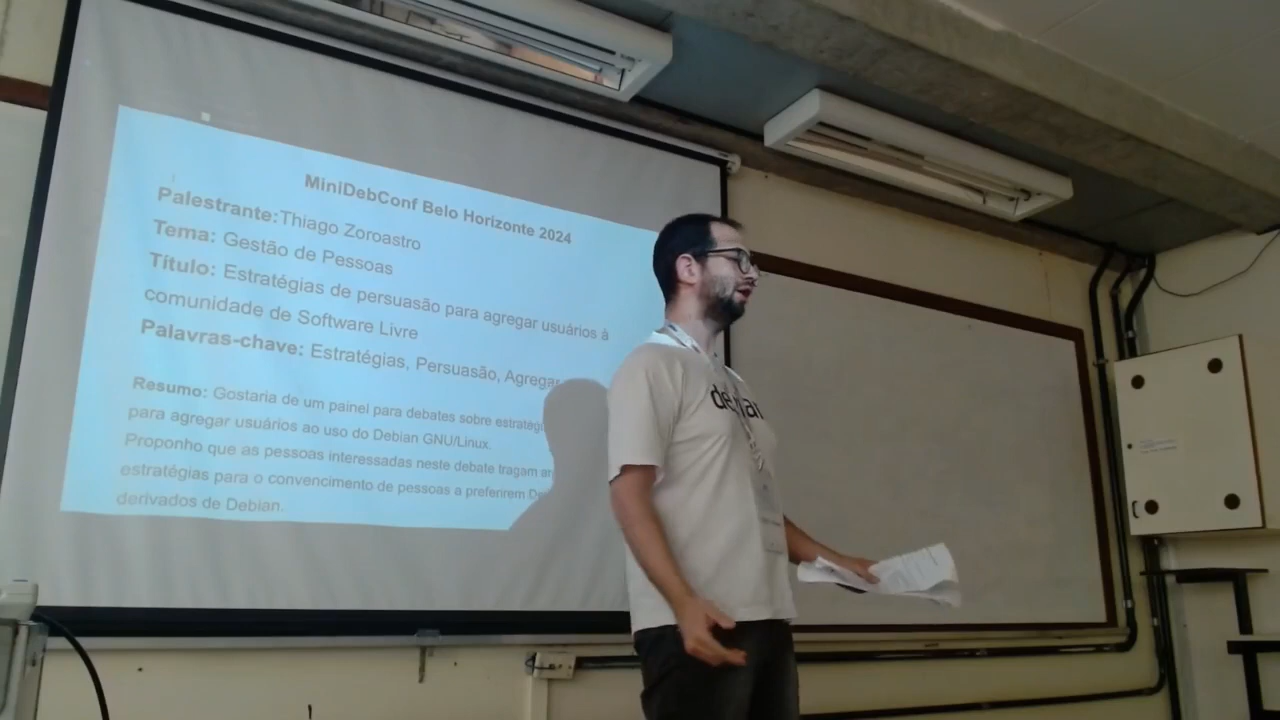 MiniDebConf Belo Horizonte 2024
Palestrante:Thiago Zoroastro
Tema: Gestão de Pessoas
Título: Estratégias de persuasão para agregar usuários à
comunidade de Software Livre
Palavras-chave: Estratégias, Persuasão, Agregar
Resumo: Gostaria de um painel para debates sobre
para agregar usuários ao uso do Debian GNU/Linux.
Proponho que as pessoas interessadas neste debate tragam
estratégias para o convencimento de pessoas a preferirem
derivados de Debian.
debian